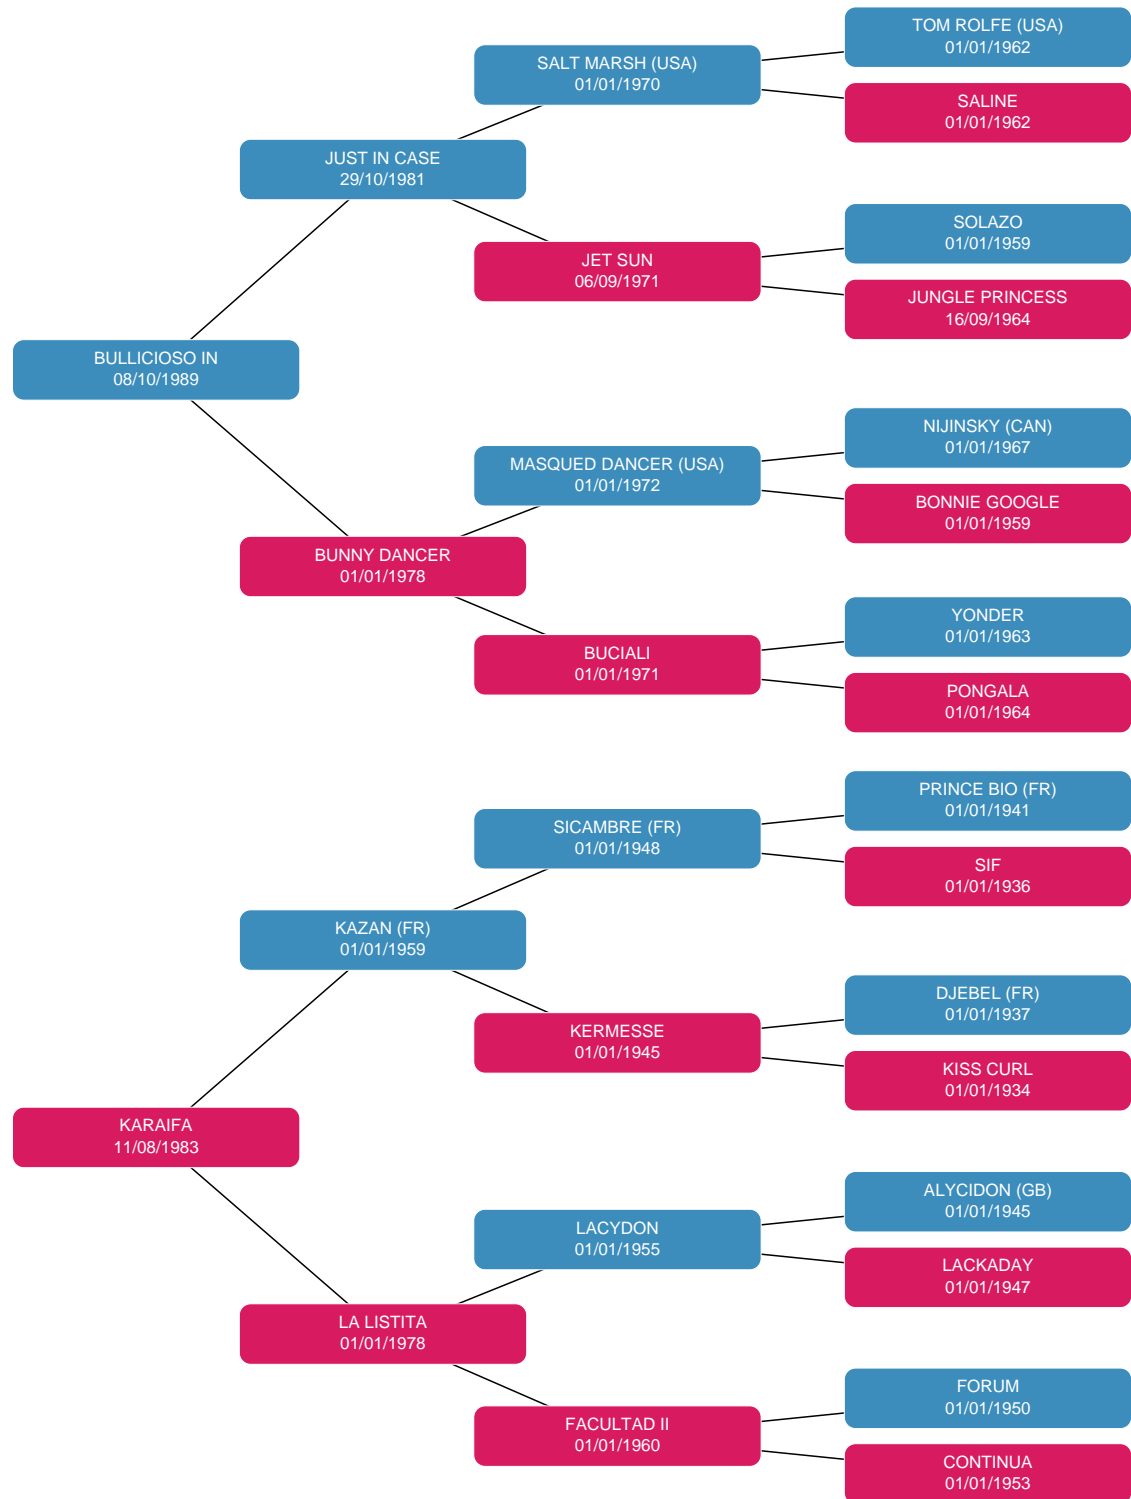 TOM ROLFE (USA)
01/01/1962
SALT MARSH (USA)
01/01/1970
SALINE
01/01/1962
JUST IN CASE
29/10/1981
SOLAZO
01/01/1959
JET SUN
06/09/1971
JUNGLE PRINCESS
16/09/1964
BULLICIOSO IN
08/10/1989
NIJINSKY (CAN)
01/01/1967
MASQUED DANCER (USA)
01/01/1972
BONNIE GOOGLE
01/01/1959
BUNNY DANCER
01/01/1978
YONDER
01/01/1963
BUCIALI
01/01/1971
PONGALA
01/01/1964
PRINCE BIO (FR)
01/01/1941
SICAMBRE (FR)
01/01/1948
SIF
01/01/1936
KAZAN (FR)
01/01/1959
DJEBEL (FR)
01/01/1937
KERMESSE
01/01/1945
KISS CURL
01/01/1934
KARAIFA
11/08/1983
ALYCIDON (GB)
01/01/1945
LACYDON
01/01/1955
LACKADAY
01/01/1947
LA LISTITA
01/01/1978
FORUM
01/01/1950
FACULTAD II
01/01/1960
CONTINUA
01/01/1953